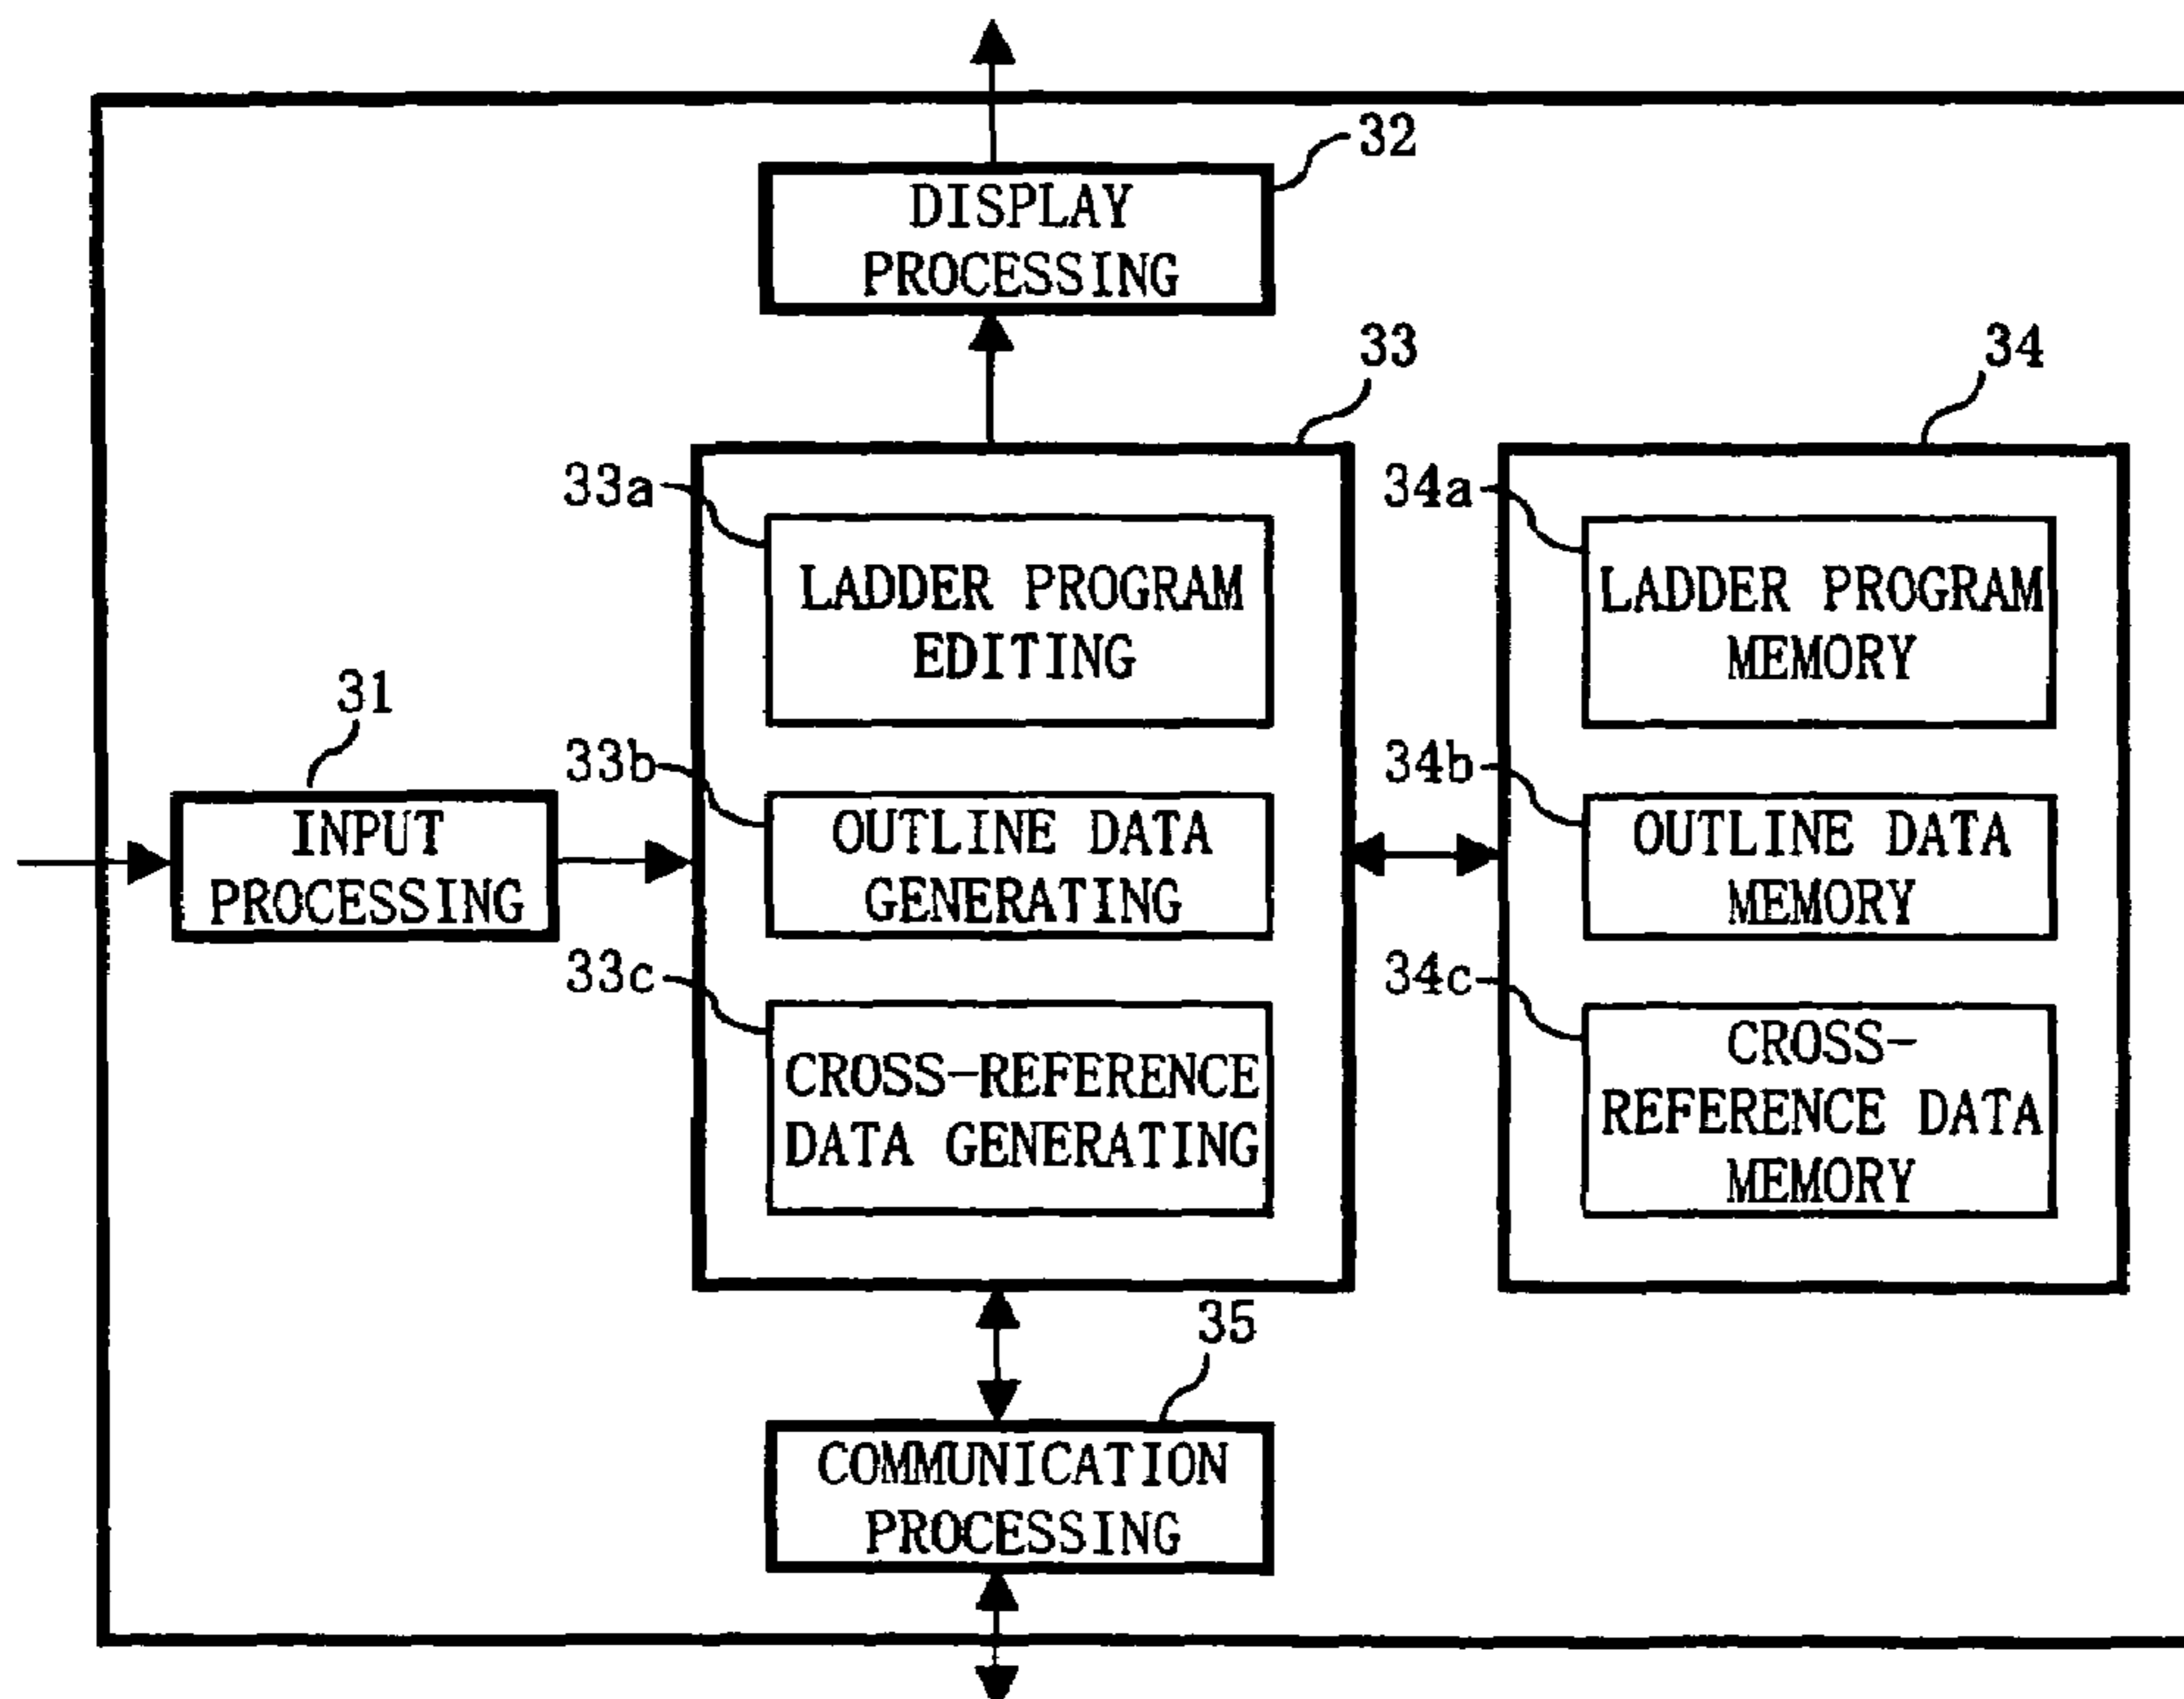 32
DISPLAY
PROCESSING
33
34
33a
34a
LADDER PROGRAM
EDITING
LADDER PROGRAM
MEMORY
31
INPUT
PROCESSING
33b
34b
OUTLINE DATA
GENERATING
OUTLINE DATA
MEMORY
33c
34c
CROSS-REFERENCE
DATA GENERATING
CROSS-
REFERENCE DATA
MEMORY
35
COMMUNICATION
PROCESSING